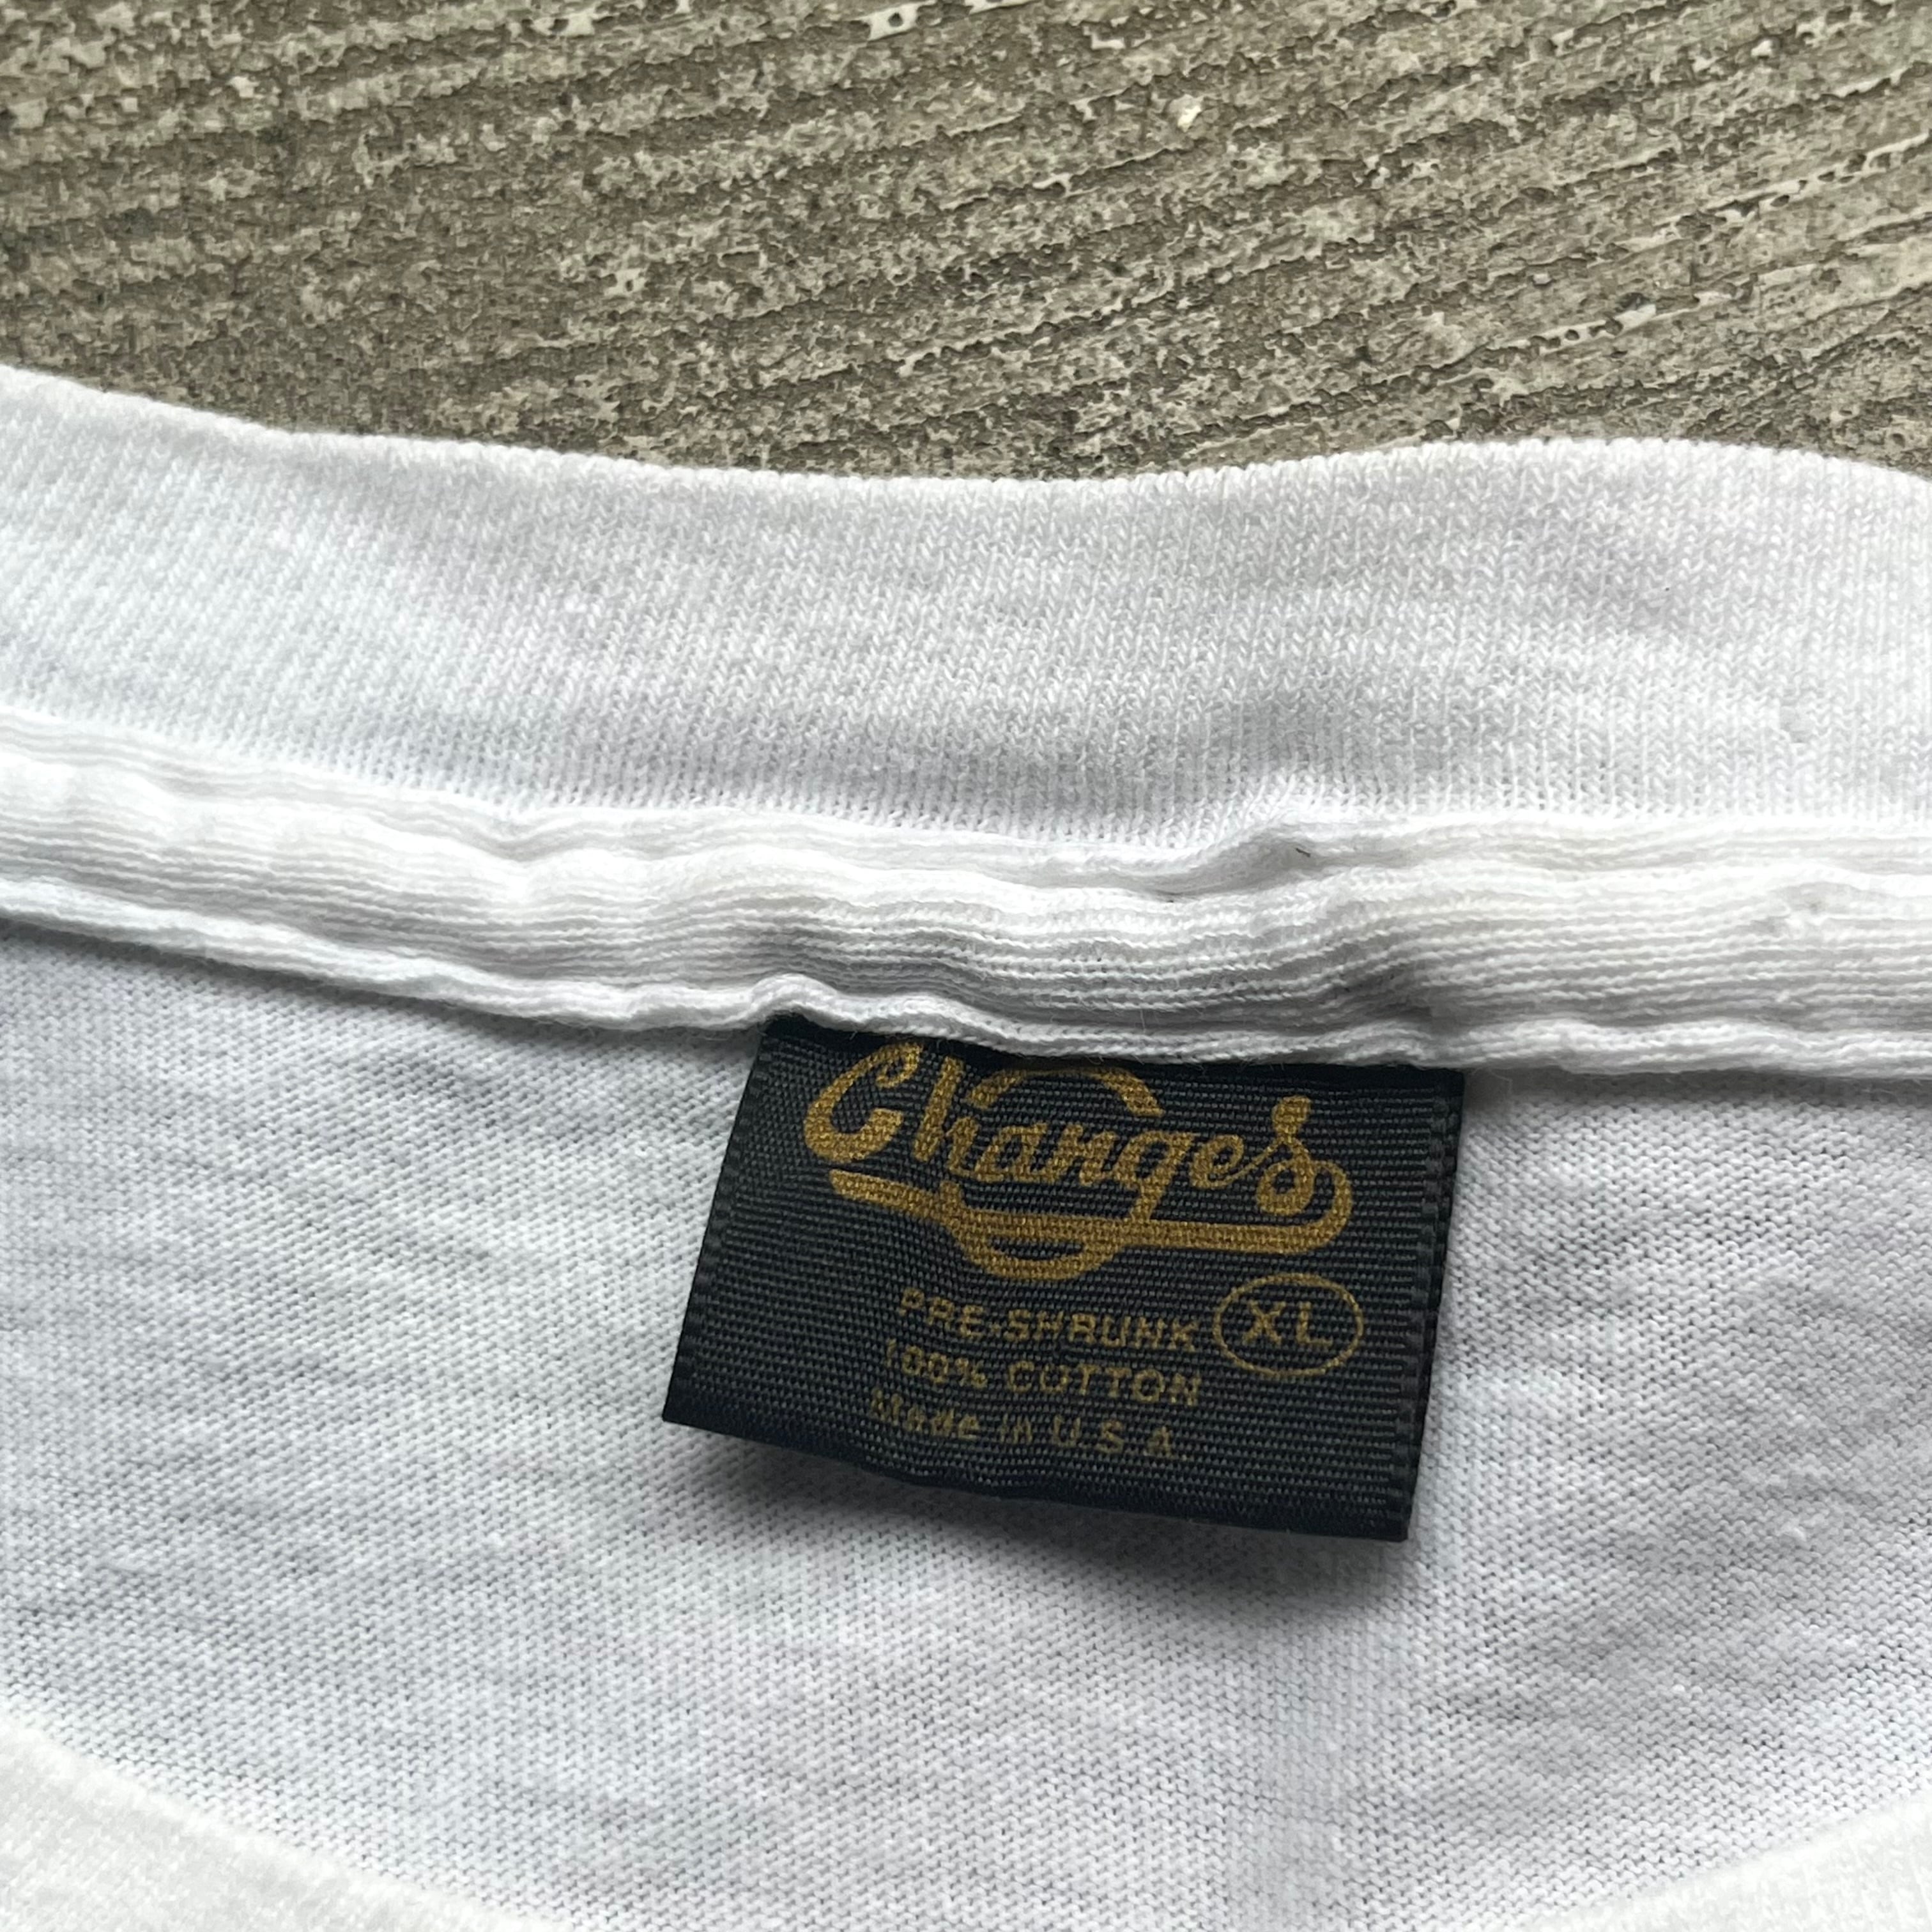 Changes
PRE-SHRUNK XL
100% COTTON
Made in U.S.A.